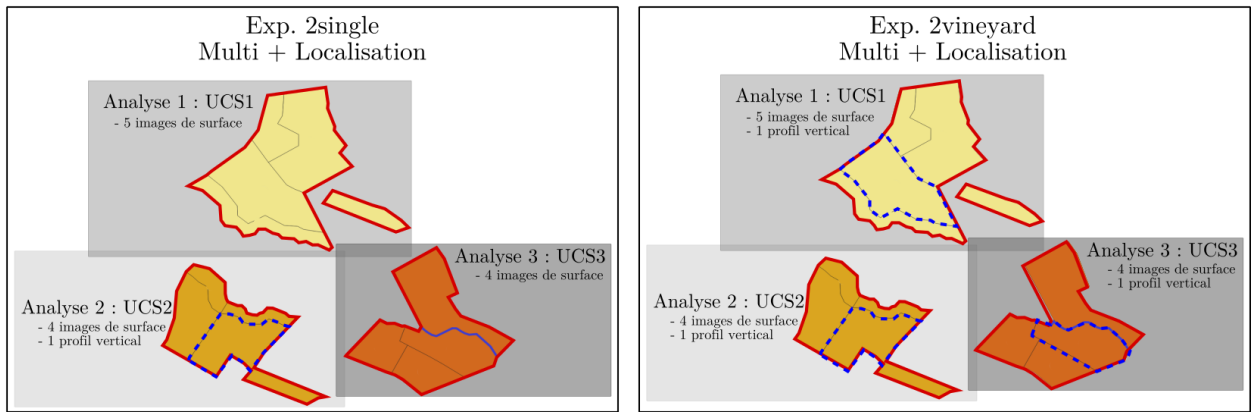 Exp. 2single
Multi + Localisation
Analyse 1 : UCS1
- 5 images de surface
Analyse 3 : UCS3
- 4 images de surface
Analyse 2 : UCS2
- 4 images de surface
- 1 profil vertical
Exp. 2vineyard
Multi + Localisation
Analyse 1 : UCS1
- 5 images de surface
- 1 profil vertical
Analyse 3 : UCS3
- 4 images de surface
- 1 profil vertical
Analyse 2 : UCS2
- 4 images de surface
- 1 profil vertical